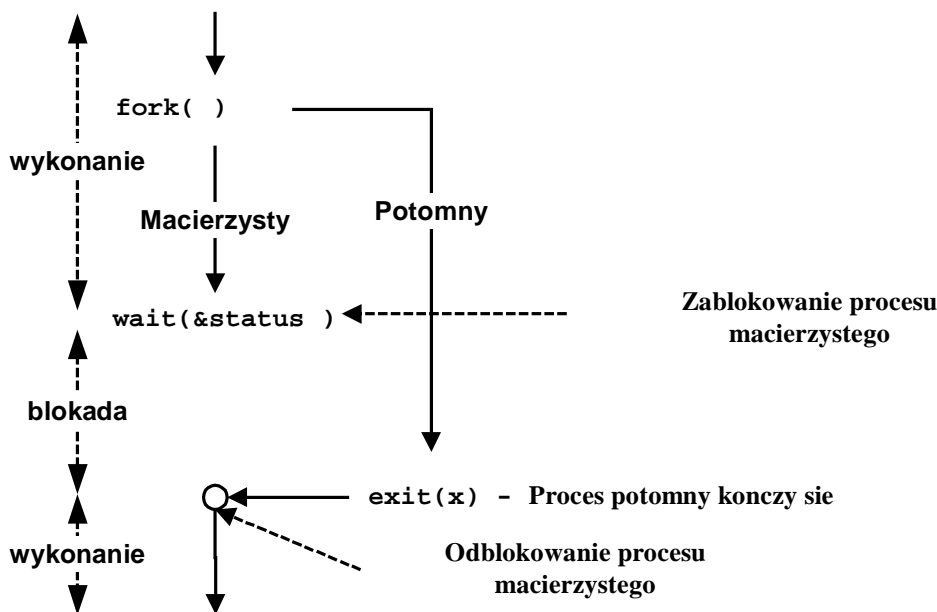 fork( )
wykonanie
Macierzysty
Potomny
wait(&status )
Zablokowanie procesu
macierzystego
blokada
exit(x) - Proces potomny konczy sie
wykonanie
Odblokowanie procesu
macierzystego